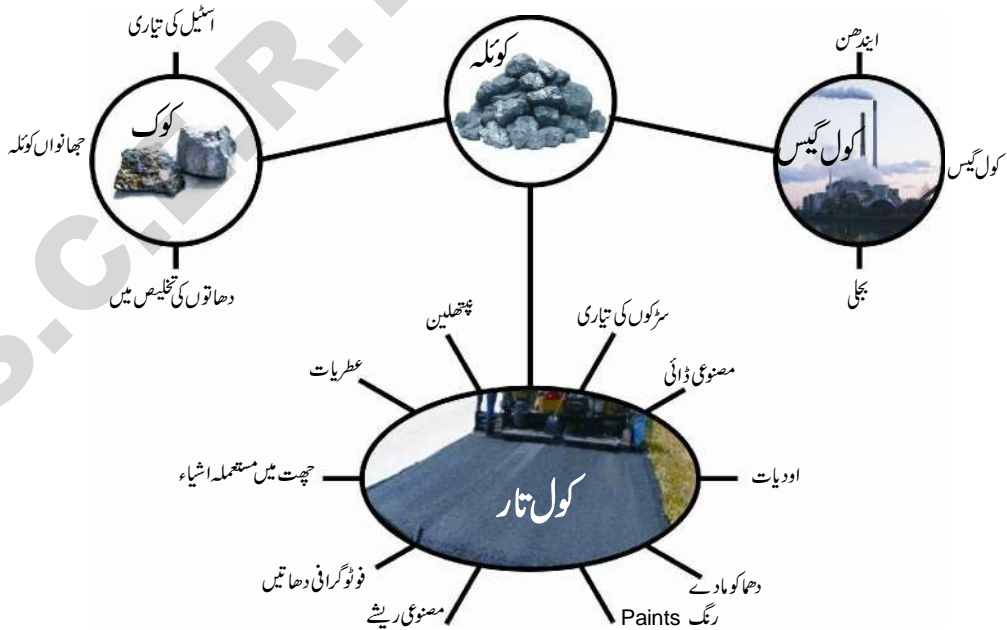 اسٹیل کی تیاری
کوئلہ
ایندھن
کوک
جھانواں کوئلہ
کول گیس
کول گیس
دھاتوں کی تخلیص میں
بجلی
نپتھلین
سڑکوں کی تیاری
عطریات
مصنوعی ڈائی
چھت میں مستعملہ اشیاء
اودیات
کول تار
فوٹوگرافی دھاتیں
دھماکو مادے
مصنوعی ریشے
رنگ Paints